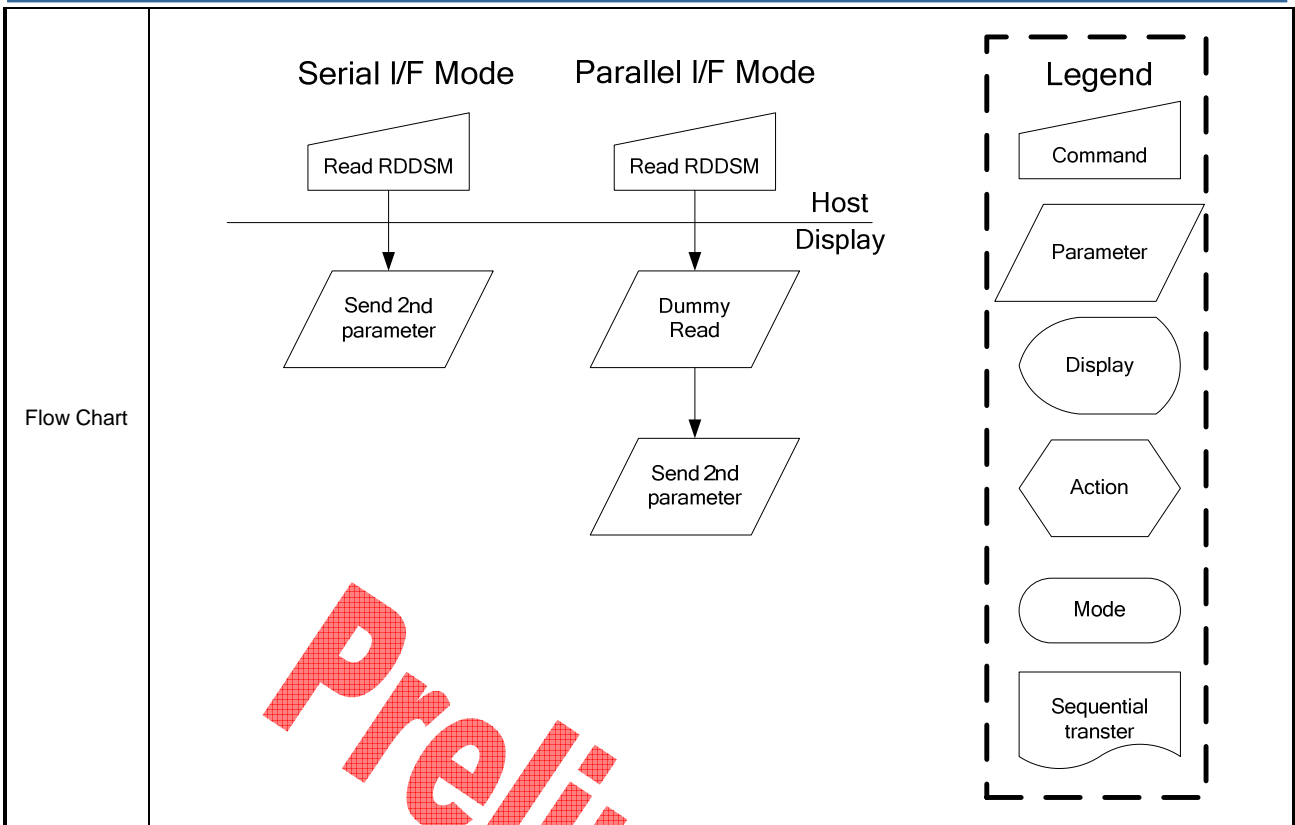 Flow Chart
Serial I/F Mode
Read RDDSM
Send 2nd
parameter
Parallel I/F Mode
Read RDDSM
Host
Display
Dummy
Read
Send 2nd
parameter
Legend
Command
Parameter
Display
Action
Mode
Sequential
transter
Preli